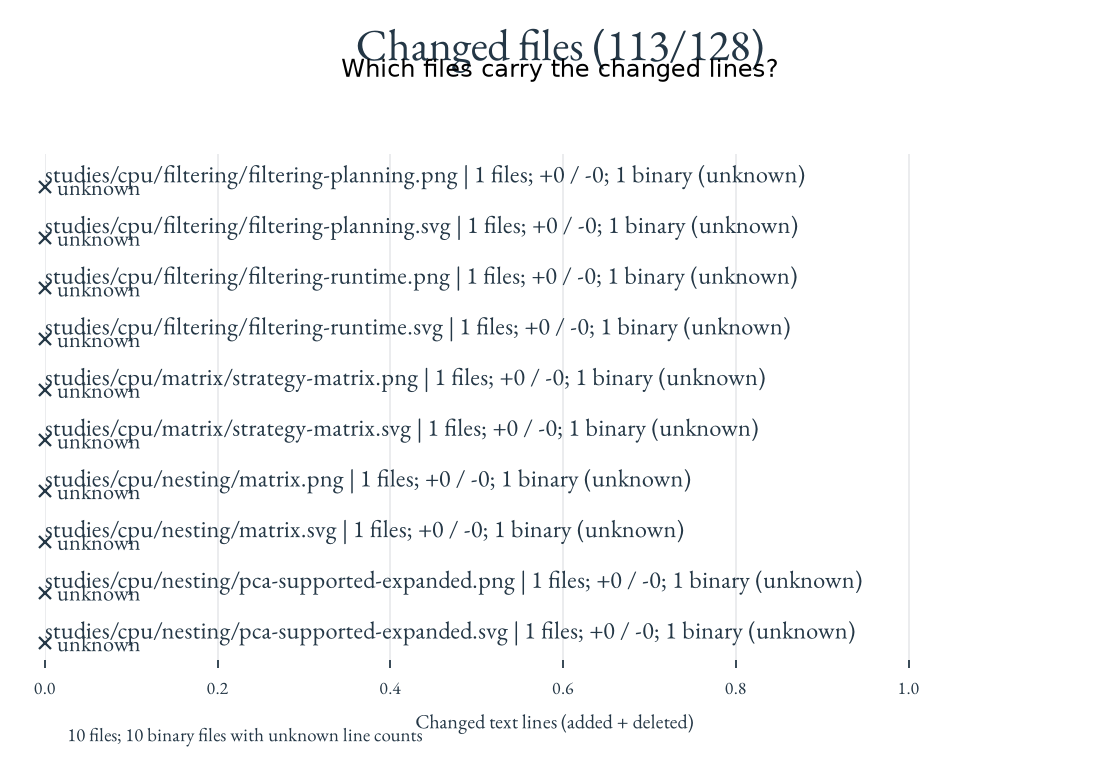 Changed files (113/128)
Which files carry the changed lines?
studies/cpu/filtering/filtering-planning.png | 1 files; +0 / -0; 1 binary (unknown)
unknown
studies/cpu/filtering/filtering-planning.svg | 1 files; +0 / -0; 1 binary (unknown)
unknown
studies/cpu/filtering/filtering-runtime.png | 1 files; +0 / -0; 1 binary (unknown)
unknown
studies/cpu/filtering/filtering-runtime.svg | 1 files; +0 / -0; 1 binary (unknown)
unknown
studies/cpu/matrix/strategy-matrix.png | 1 files; +0 / -0; 1 binary (unknown)
unknown
studies/cpu/matrix/strategy-matrix.svg | 1 files; +0 / -0; 1 binary (unknown)
unknown
studies/cpu/nesting/matrix.png | 1 files; +0 / -0; 1 binary (unknown)
unknown
studies/cpu/nesting/matrix.svg | 1 files; +0 / -0; 1 binary (unknown)
unknown
studies/cpu/nesting/pca-supported-expanded.png | 1 files; +0 / -0; 1 binary (unknown)
unknown
studies/cpu/nesting/pca-supported-expanded.svg | 1 files; +0 / -0; 1 binary (unknown)
unknown
0.0 0.2 0.4 0.6 0.8 1.0
Changed text lines (added + deleted)
10 files; 10 binary files with unknown line counts